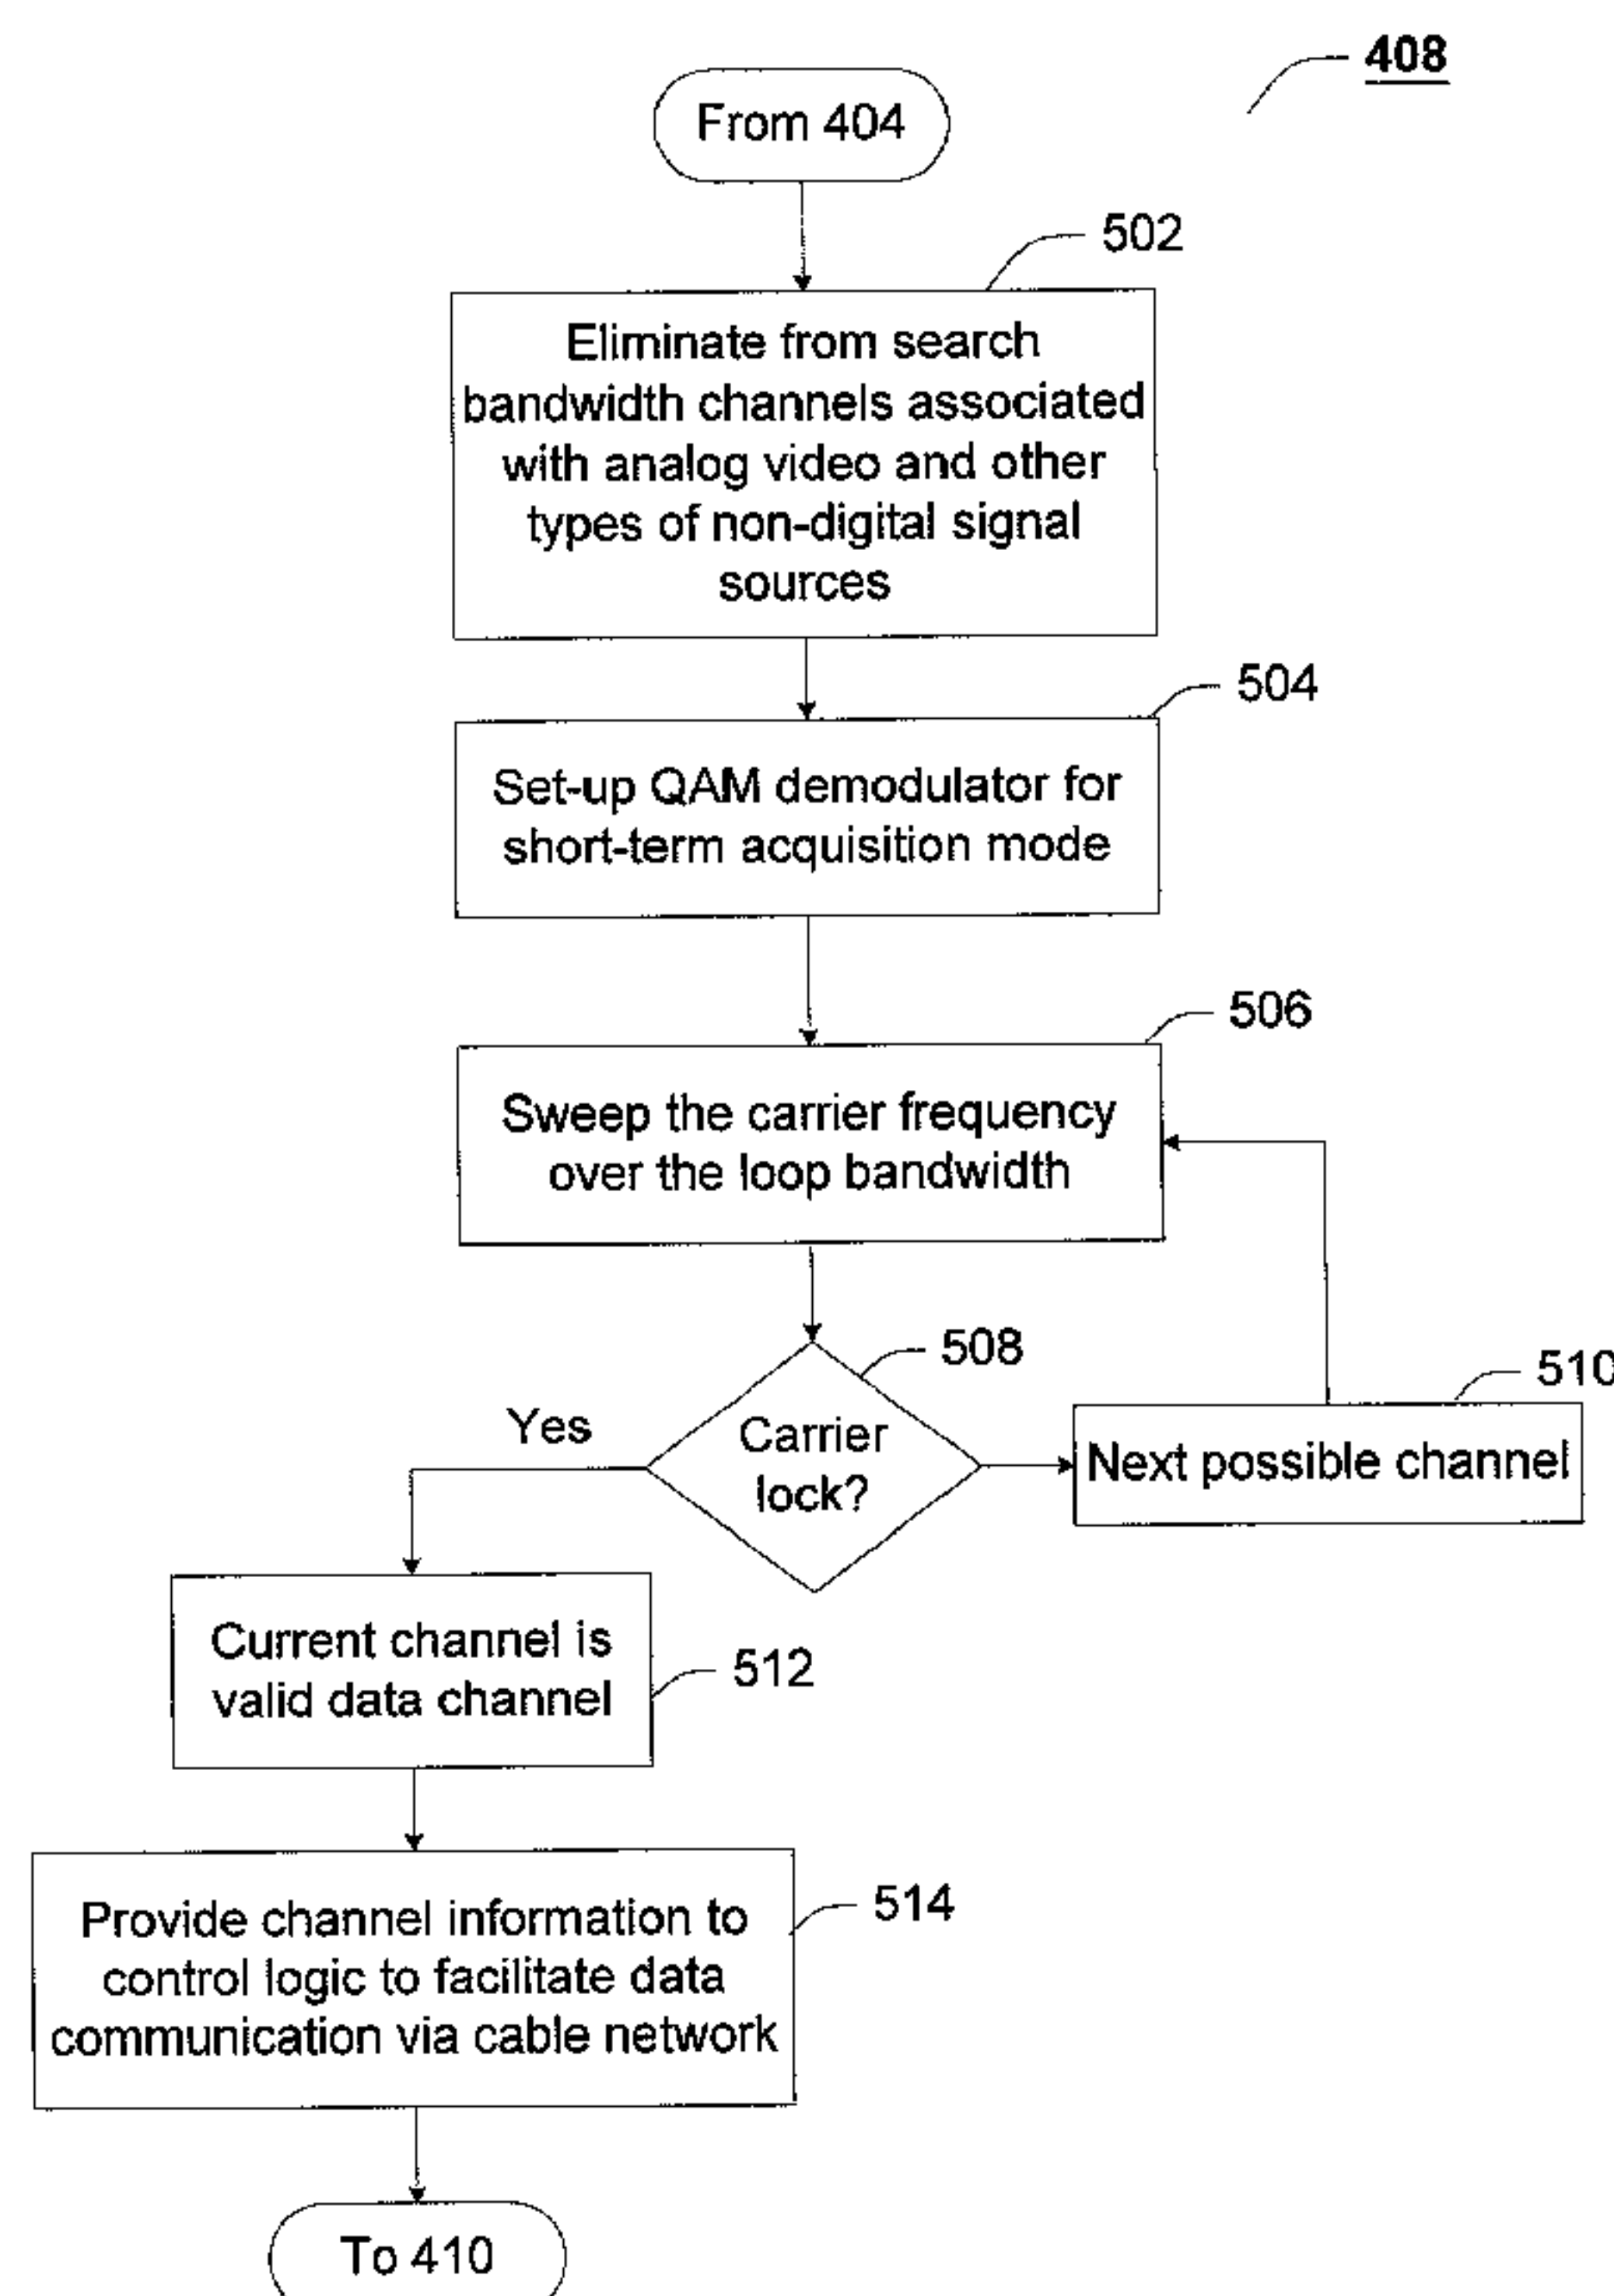 408
From 404
502
Eliminate from search
bandwidth channels associated
with analog video and other
types of non-digital signal
sources
504
Set-up QAM demodulator for
short-term acquisition mode
506
Sweep the carrier frequency
over the loop bandwidth
508
Carrier
lock?
Yes
510
Next possible channel
Current channel is
valid data channel
512
Provide channel information to
control logic to facilitate data
communication via cable network
514
To 410